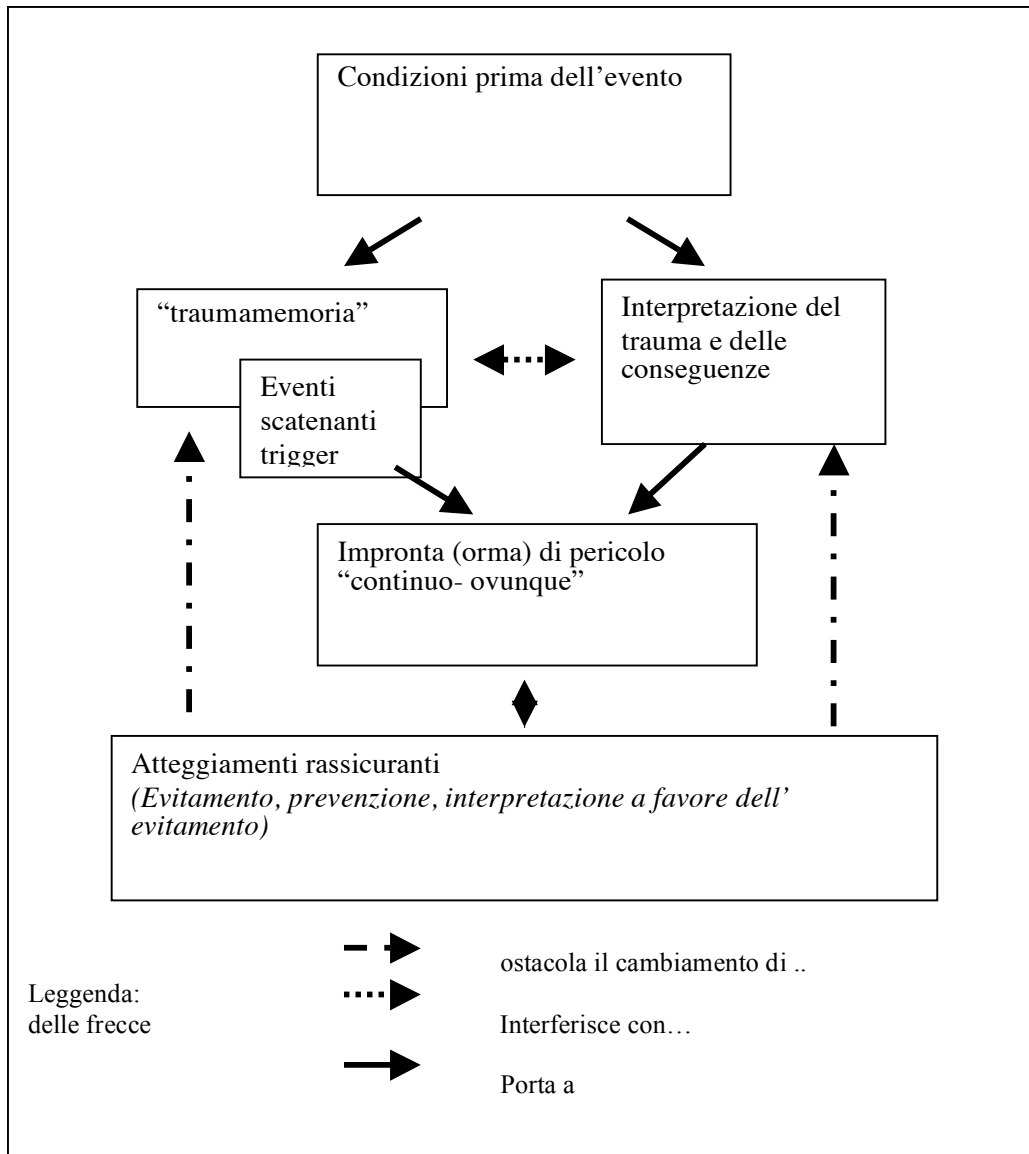 Condizioni prima dell’evento
“traumamemoria”
Eventi
scatenanti
trigger
Interpretazione del
trauma e delle
conseguenze
Impronta (orma) di pericolo
“continuo- ovunque”
Atteggiamenti rassicuranti
(Evitamento, prevenzione, interpretazione a favore dell’
evitamento)
Leggenda:
delle frecce
ostacola il cambiamento di ..
Interferisce con…
Porta a